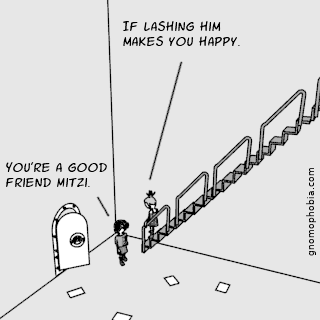 IF LASHING HIM
MAKES YOU HAPPY.
YOU'RE A GOOD
FRIEND MITZI.
gnomophobia.com